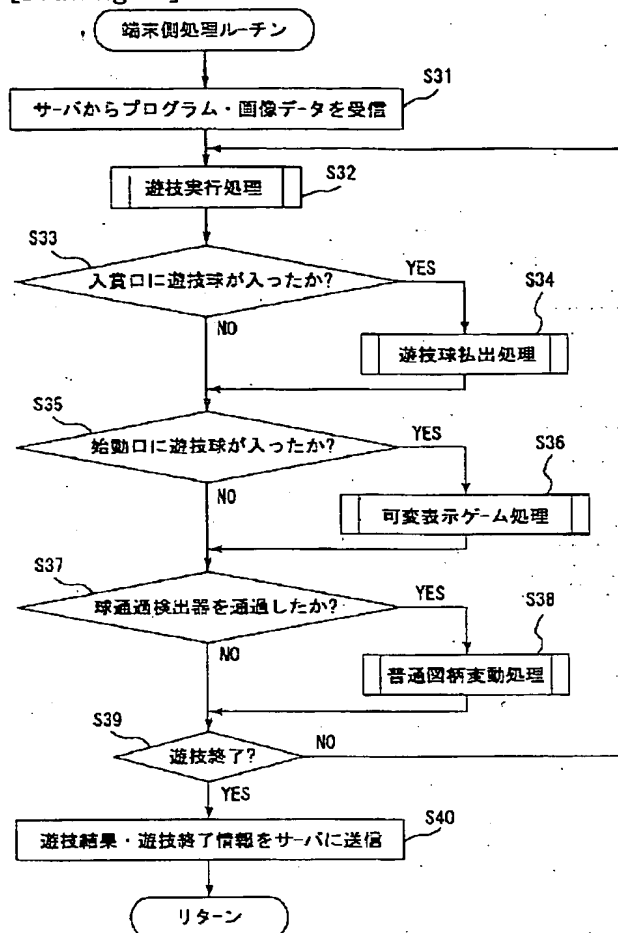 端末側処理ルーチン
S31
サーバからプログラム・画像データを受信
S32
遊技実行処理
S33
入賞口に遊技球が入ったか?
YES
S34
NO
遊技球払出処理
S35
始動口に遊技球が入ったか?
YES
S36
NO
可変表示ゲーム処理
S37
球通過検出器を通過したか?
YES
S38
NO
普通図柄変動処理
S39
遊技終了?
NO
YES
S40
遊技結果・遊技終了情報をサーバに送信
リターン